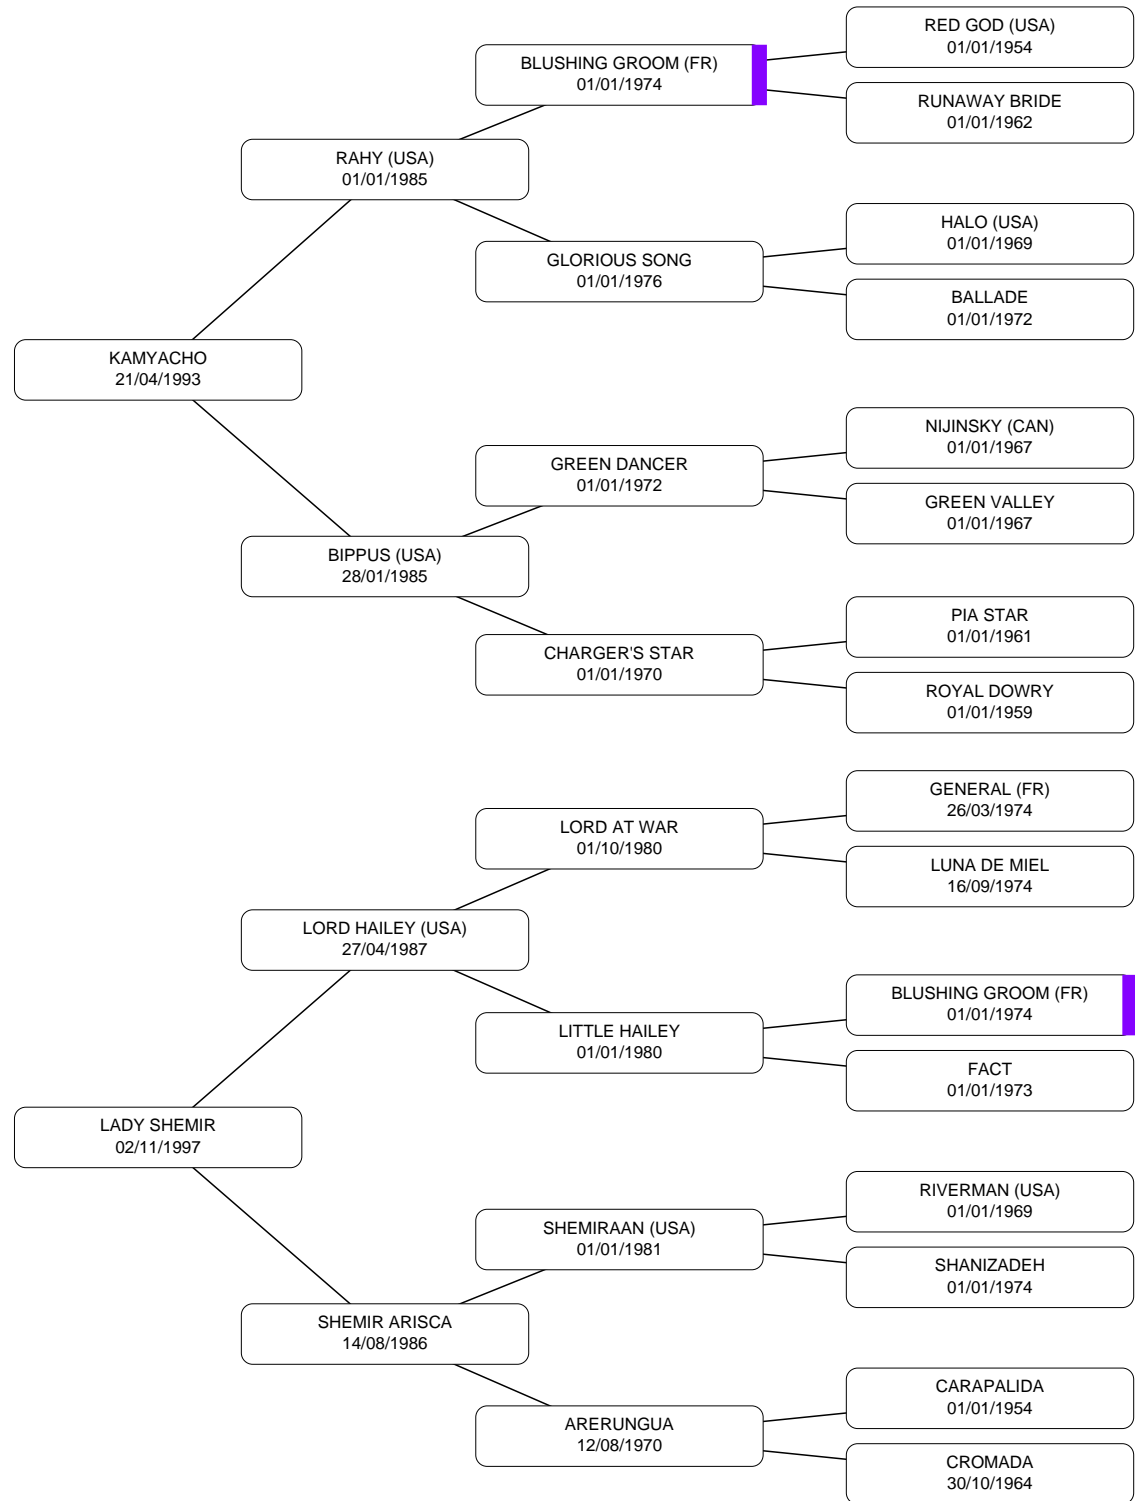 RED GOD (USA)
01/01/1954
BLUSHING GROOM (FR)
01/01/1974
RUNAWAY BRIDE
01/01/1962
RAHY (USA)
01/01/1985
HALO (USA)
01/01/1969
GLORIOUS SONG
01/01/1976
BALLADE
01/01/1972
KAMYACHO
21/04/1993
NIJINSKY (CAN)
01/01/1967
GREEN DANCER
01/01/1972
GREEN VALLEY
01/01/1967
BIPPUS (USA)
28/01/1985
PIA STAR
01/01/1961
CHARGER'S STAR
01/01/1970
ROYAL DOWRY
01/01/1959
GENERAL (FR)
26/03/1974
LORD AT WAR
01/10/1980
LUNA DE MIEL
16/09/1974
LORD HAILEY (USA)
27/04/1987
BLUSHING GROOM (FR)
01/01/1974
LITTLE HAILEY
01/01/1980
FACT
01/01/1973
LADY SHEMIR
02/11/1997
RIVERMAN (USA)
01/01/1969
SHEMIRAAN (USA)
01/01/1981
SHANIZADEH
01/01/1974
SHEMIR ARISCA
14/08/1986
CARAPALIDA
01/01/1954
ARERUNGUA
12/08/1970
CROMADA
30/10/1964